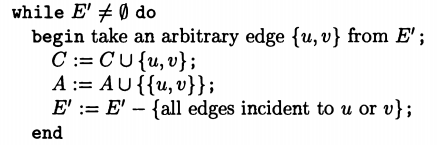 while E′ ≠ ∅ do
begin take an arbitrary edge {u, v} from E′;
C := C ∪ {u, v};
A := A ∪ {{u, v}};
E′ := E′ − {all edges incident to u or v};
end